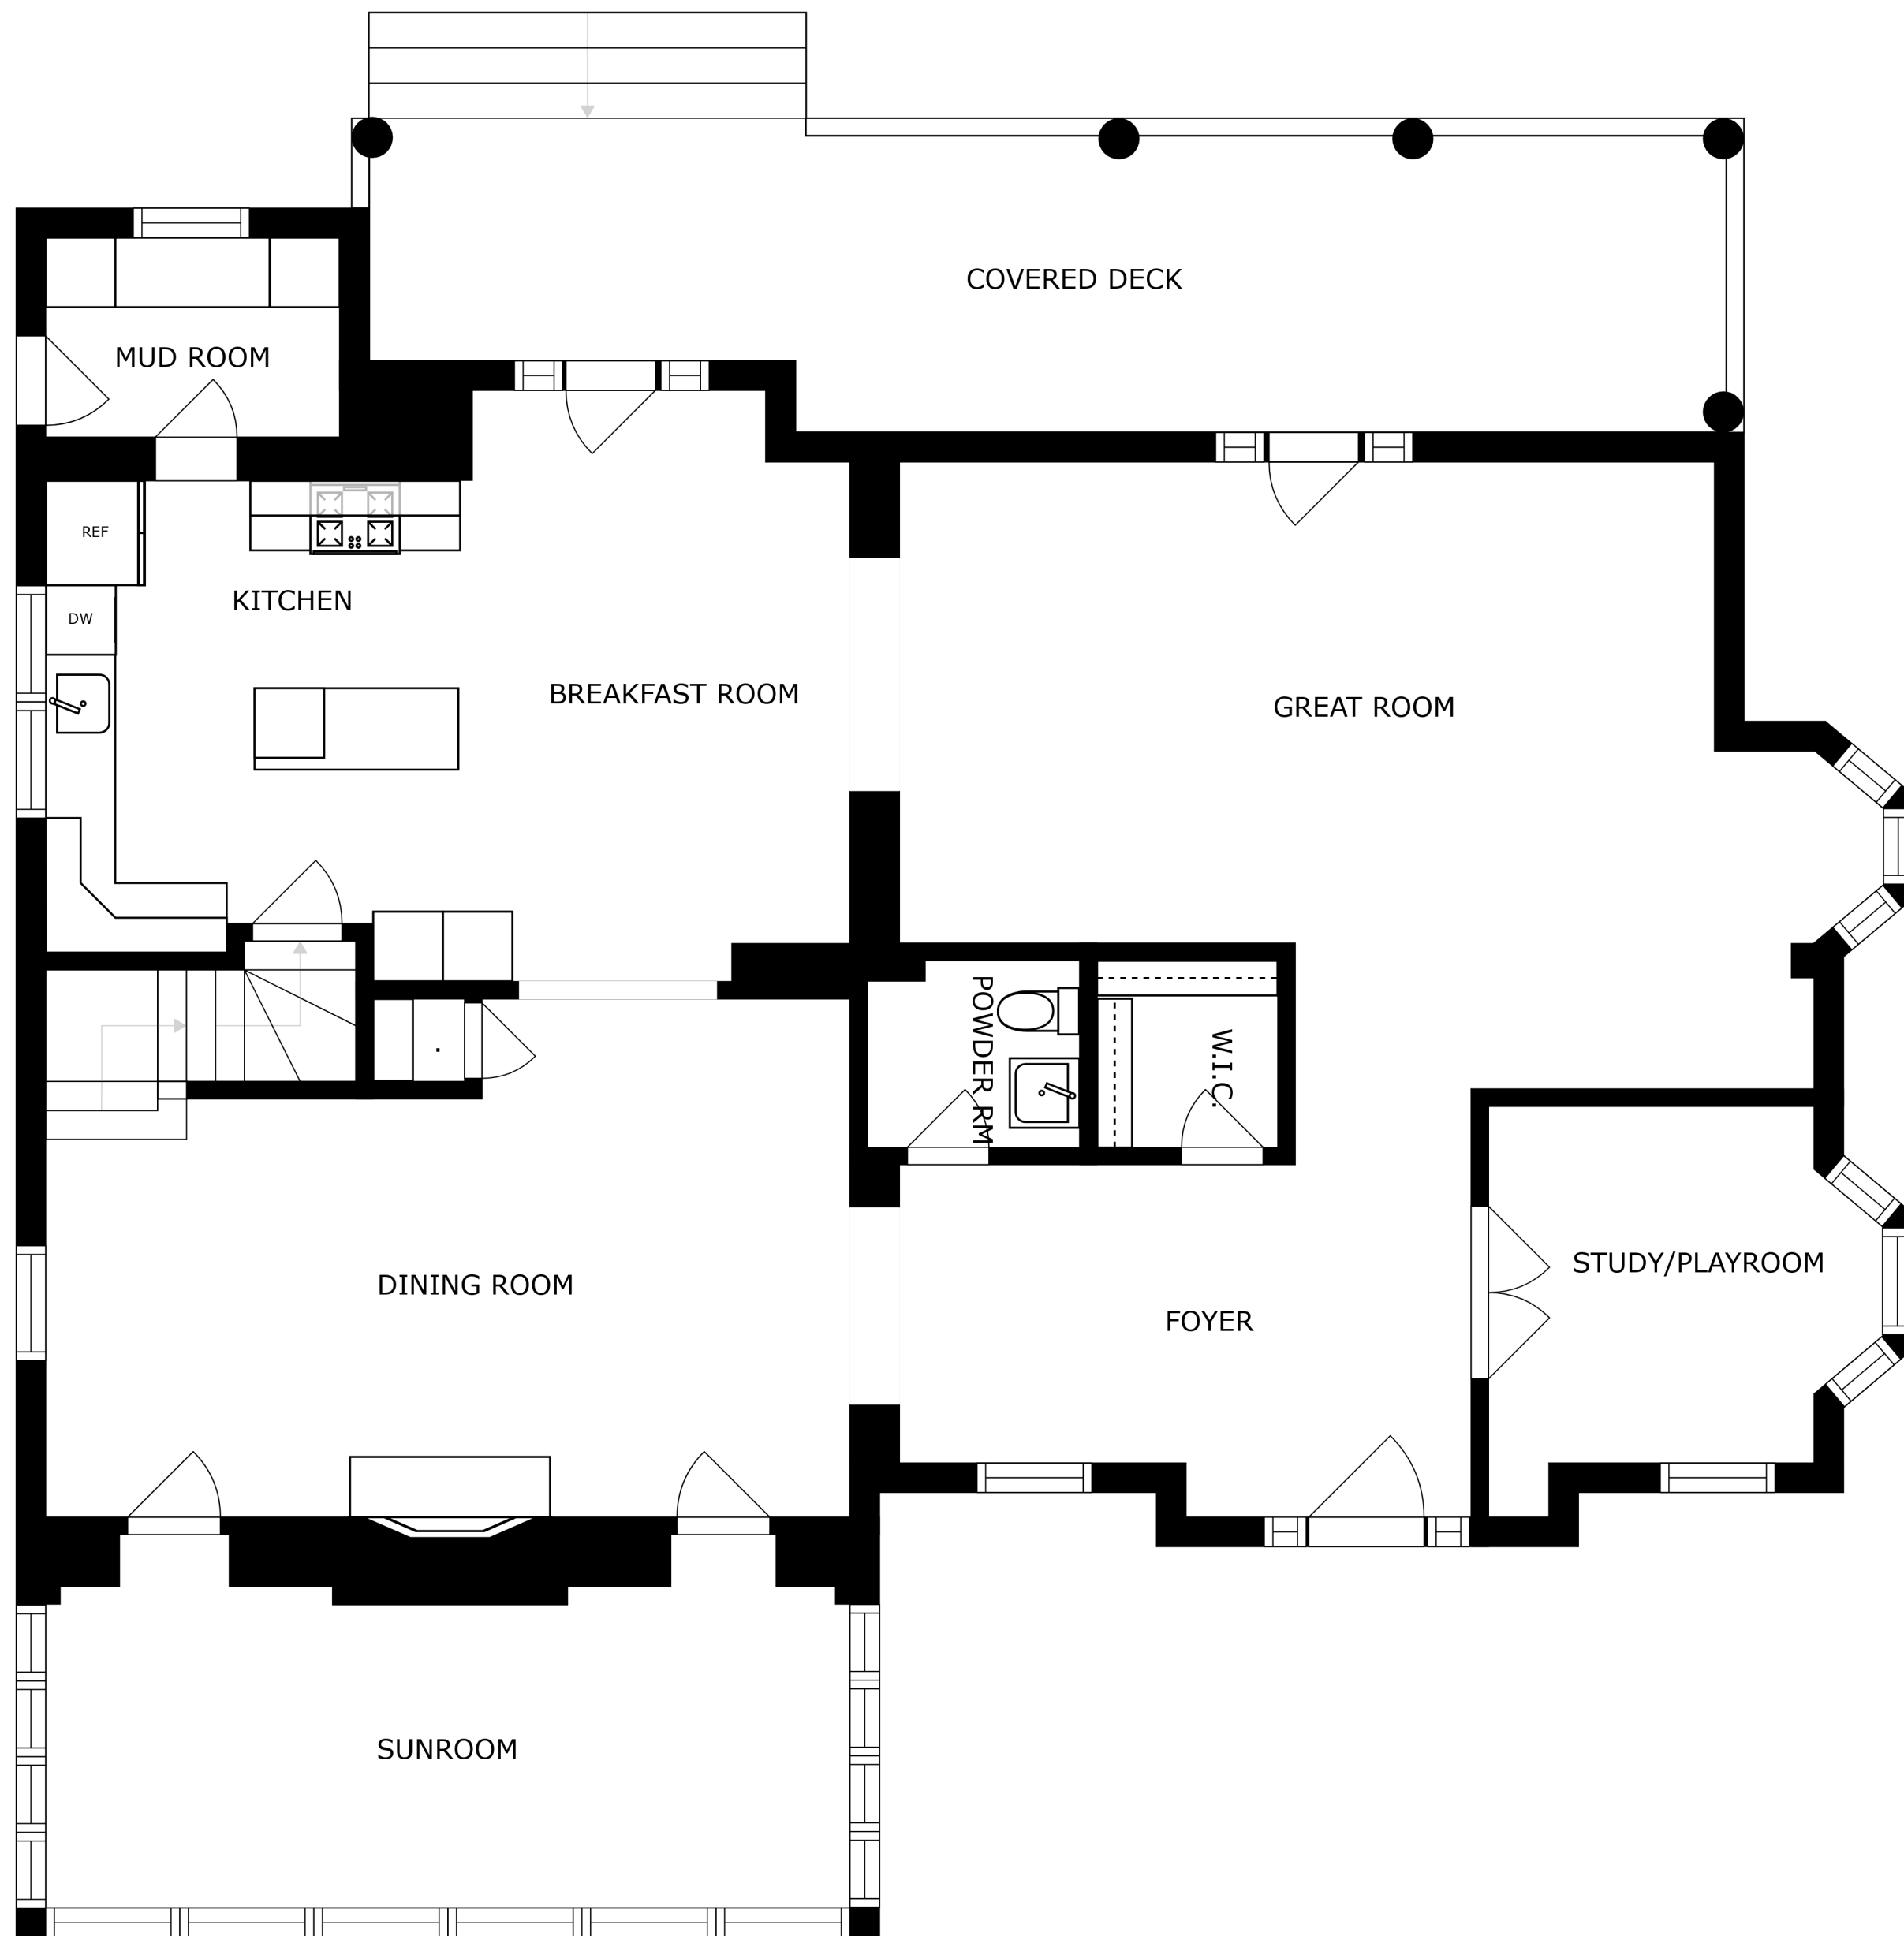 COVERED DECK
MUD ROOM
REF
KITCHEN
DW
BREAKFAST ROOM
GREAT ROOM
POWDER RM
W.I.C.
STUDY/PLAYROOM
DINING ROOM
FOYER
SUNROOM